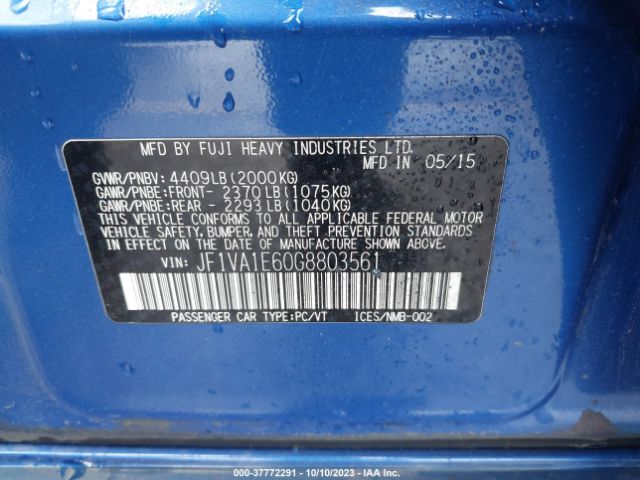 MFD BY FUJI HEAVY INDUSTRIES LTD.
MFD IN 05/15
GVWR/PNBV: 4409LB(2000KG)
GAWR/PNBE:FRONT- 2370LB(1075KG)
GAWR/PNBE:REAR - 2293LB(1040KG)
THIS VEHICLE CONFORMS TO ALL APPLICABLE FEDERAL MOTOR
VEHICLE SAFETY, BUMPER, AND THEFT PREVENTION STANDARDS
IN EFFECT ON THE DATE OF MANUFACTURE SHOWN ABOVE.
VIN: JF1VA1E60G8803561
PASSENGER CAR TYPE:PC/VT 1CES/NMB-002
000-37772291 - 10/10/2023 - IAA Inc.